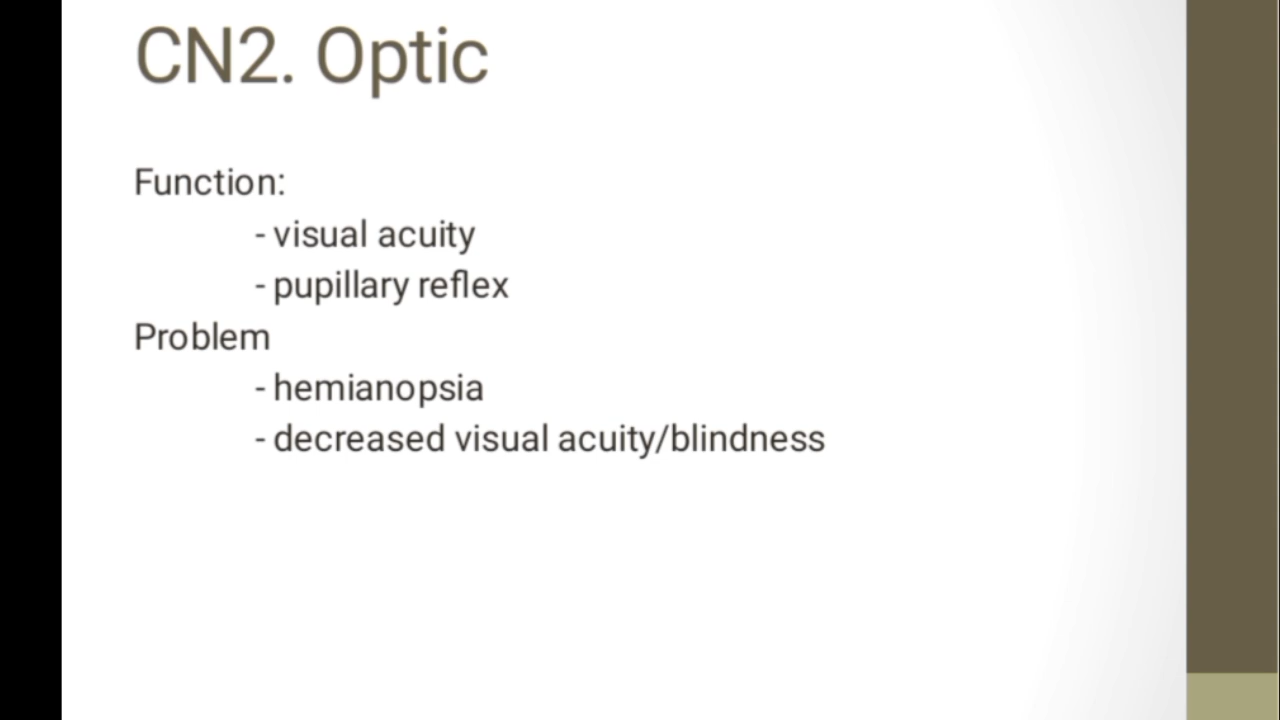 CN2. Optic
Function:
- visual acuity
- pupillary reflex
Problem
- hemianopsia
- decreased visual acuity/blindness